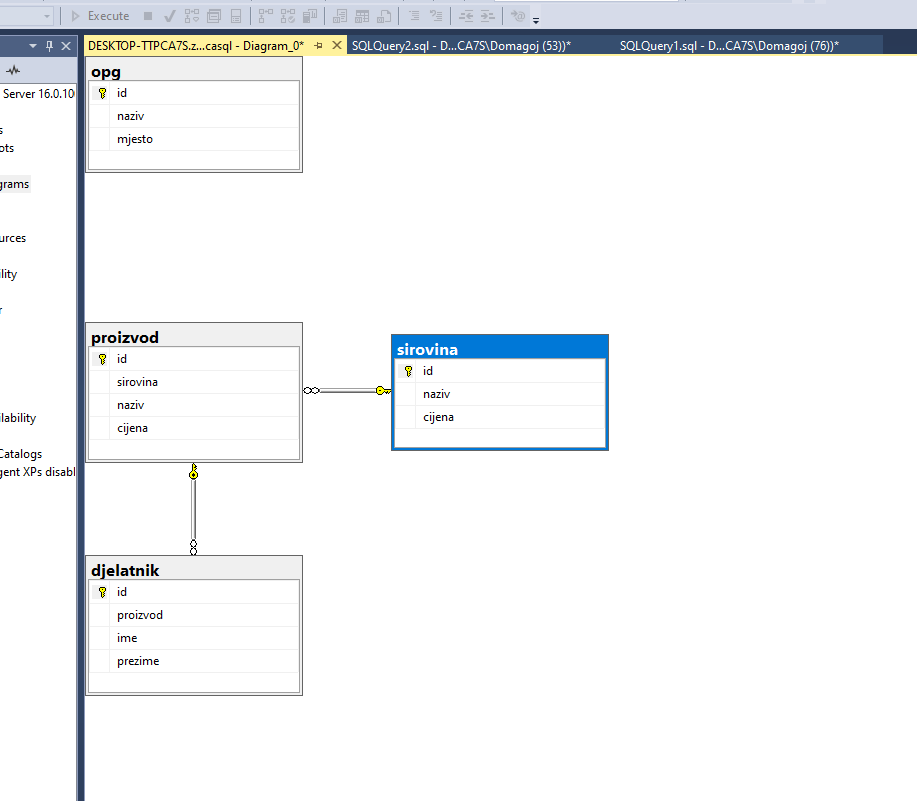 Execute
DESKTOP-TTPCA7S.z...casql - Diagram_0*
SQLQuery2.sql - D...CA7S\Domagoj (53))*
SQLQuery1.sql - D...CA7S\Domagoj (76))*
Server 16.0.10
ots
grams
urces
ility
lability
Catalogs
gent XPs disabl
opg
id
naziv
mjesto
proizvod
id
sirovina
naziv
cijena
sirovina
id
naziv
cijena
djelatnik
id
proizvod
ime
prezime